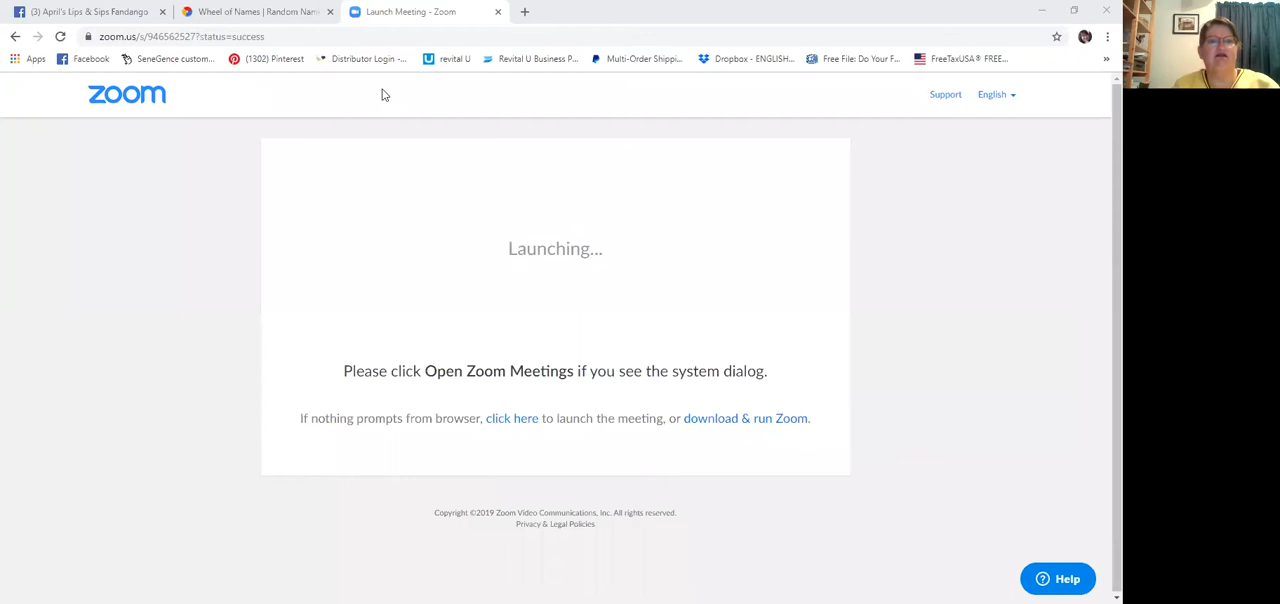 (3) April's Lips & Sips Fandango
Wheel of Names | Random Nam
Launch Meeting - Zoom
zoom.us/s/946562527?status=success
Apps
Facebook
SeneGence custom...
(1302) Pinterest
Distributor Login -...
revital U
Revital U Business P...
Multi-Order Shippi...
Dropbox - ENGLISH...
Free File: Do Your F...
FreeTaxUSA® FREE...
»
zoom
Support
English
Launching...
Please click Open Zoom Meetings if you see the system dialog.
If nothing prompts from browser, click here to launch the meeting, or download & run Zoom.
Copyright ©2019 Zoom Video Communications, Inc. All rights reserved.
Privacy & Legal Policies
Help